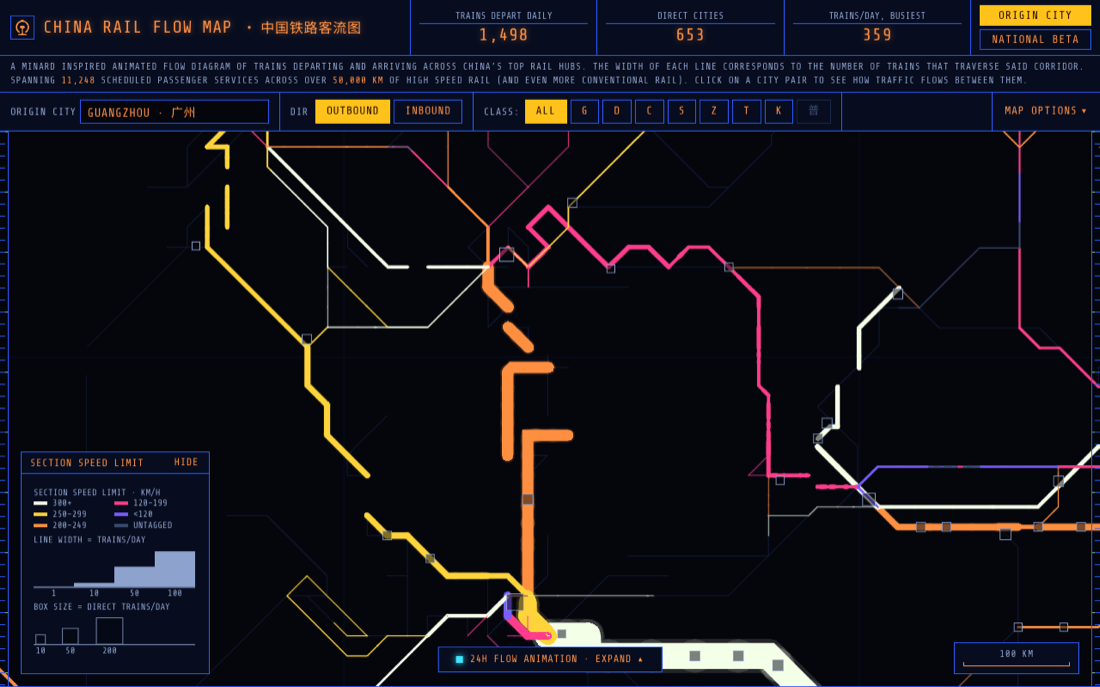 CHINA RAIL FLOW MAP · 中国铁路客流图
TRAINS DEPART DAILY
1,498
DIRECT CITIES
653
TRAINS/DAY, BUSIEST
359
ORIGIN CITY
NATIONAL BETA
A MINARD INSPIRED ANIMATED FLOW DIAGRAM OF TRAINS DEPARTING AND ARRIVING ACROSS CHINA'S TOP RAIL HUBS. THE WIDTH OF EACH LINE CORRESPONDS TO THE NUMBER OF TRAINS THAT TRAVERSE SAID CORRIDOR.
SPANNING 11,248 SCHEDULED PASSENGER SERVICES ACROSS OVER 50,000 KM OF HIGH SPEED RAIL (AND EVEN MORE CONVENTIONAL RAIL). CLICK ON A CITY PAIR TO SEE HOW TRAFFIC FLOWS BETWEEN THEM.
ORIGIN CITY
GUANGZHOU · 广州
DIR
OUTBOUND
INBOUND
CLASS:
ALL
G
D
C
S
Z
T
K
普
MAP OPTIONS ▾
SECTION SPEED LIMIT
HIDE
SECTION SPEED LIMIT · KM/H
300+
120–199
250–299
<120
200–249
UNTAGGED
LINE WIDTH = TRAINS/DAY
1 10 50 100
BOX SIZE = DIRECT TRAINS/DAY
10 50 200
24H FLOW ANIMATION · EXPAND ▴
100 KM